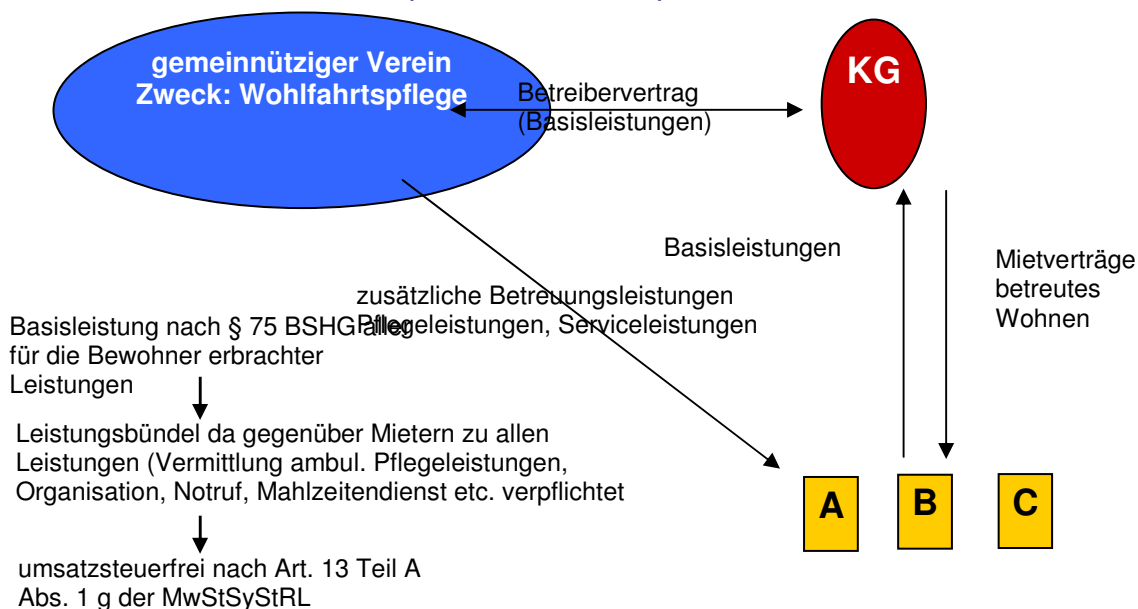 gemeinnütziger Verein
Zweck: Wohlfahrtspflege
KG
Betreibervertrag
(Basisleistungen)
Basisleistungen
Mietverträge
betreutes
Wohnen
zusätzliche Betreuungsleistungen
Pflegeleistungen, Serviceleistungen
Basisleistung nach § 75 BSHG aller
für die Bewohner erbrachter
Leistungen
Leistungsbündel da gegenüber Mietern zu allen
Leistungen (Vermittlung ambul. Pflegeleistungen,
Organisation, Notruf, Mahlzeitendienst etc. verpflichtet
A
B
C
umsatzsteuerfrei nach Art. 13 Teil A
Abs. 1 g der MwStSyStRL